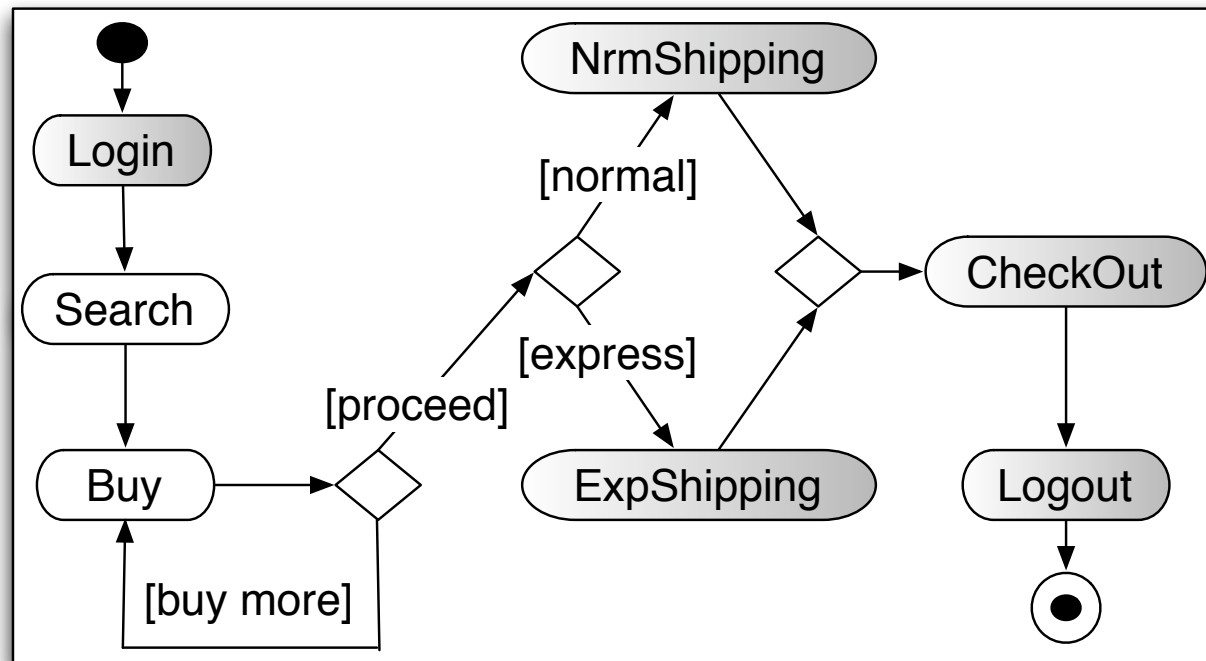 Login
Search
Buy
[buy more]
[proceed]
[normal]
[express]
NrmShipping
ExpShipping
CheckOut
Logout